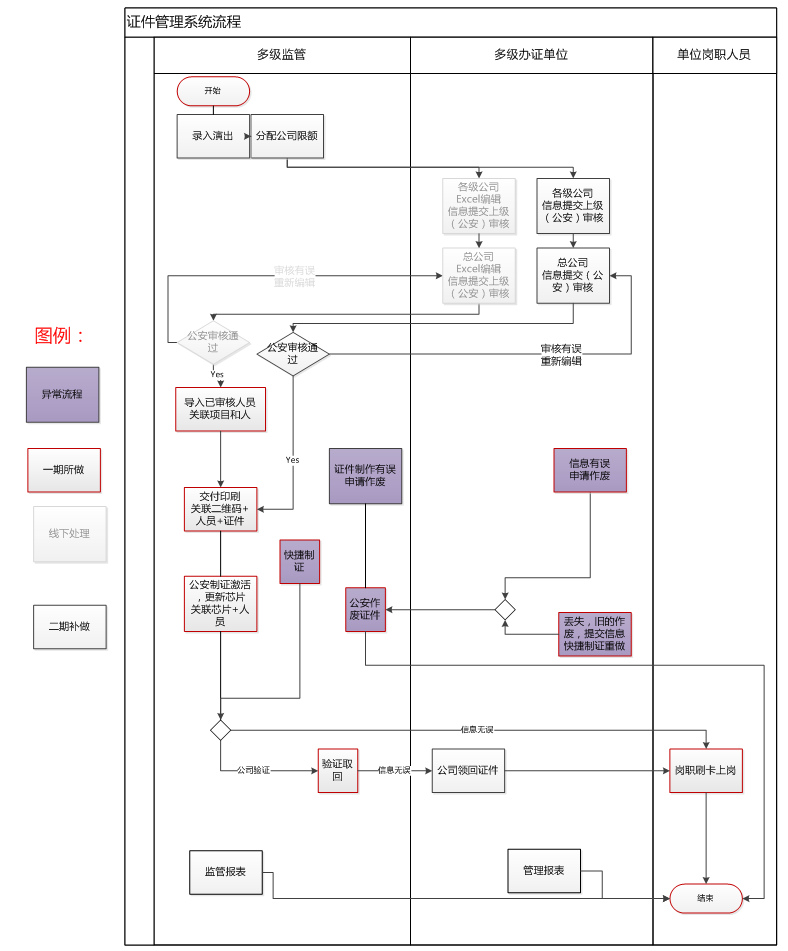 证件管理系统流程
多级监管
多级办证单位
单位岗职人员
开始
录入演出
分配公司限额
各级公司
Excel编辑
信息提交上级
（公安）审核
各级公司
信息提交上级
（公安）审核
总公司
Excel编辑
信息提交上级
（公安）审核
总公司
信息提交（公
安）审核
审核有误
重新编辑
图例：
公安审核通
过
公安审核通
过
审核有误
重新编辑
Yes
异常流程
导入已审核人员
关联项目和人
一期所做
Yes
证件制作有误
申请作废
信息有误
申请作废
线下处理
交付印刷
关联二维码+
人员+证件
快捷制
证
公安制证激活
，更新芯片
关联芯片+人
员
公安作
废证件
二期补做
丢失，旧的作
废，提交信息
快捷制证重做
信息无误
公司验证
验证取
回
信息无误
公司领回证件
岗职刷卡上岗
监管报表
管理报表
结束